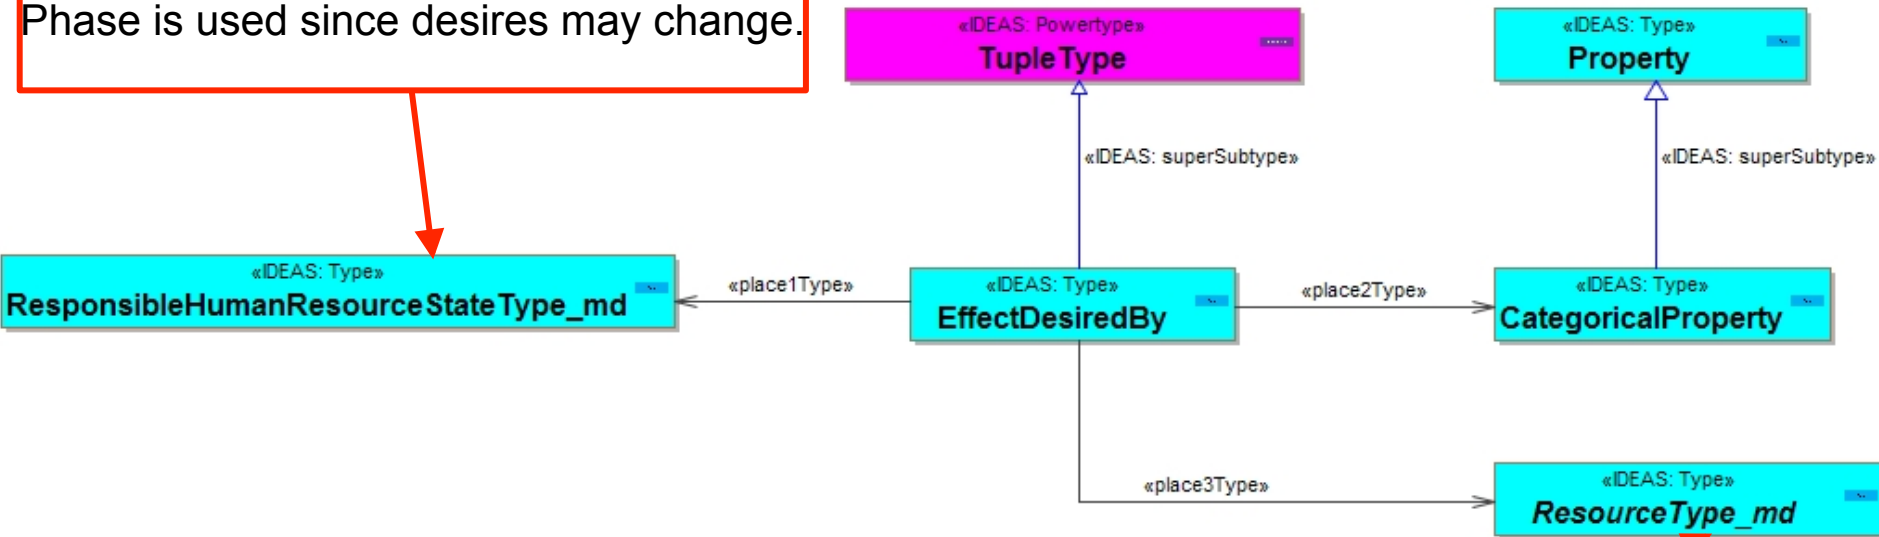 Phase is used since desires may change.
«IDEAS: Powertype»
TupleType
«IDEAS: Type»
Property
«IDEAS: superSubtype»
«IDEAS: superSubtype»
«IDEAS: Type»
ResponsibleHumanResourceStateType_md
«place1Type»
«IDEAS: Type»
EffectDesiredBy
«place2Type»
«IDEAS: Type»
CategoricalProperty
«place3Type»
«IDEAS: Type»
ResourceType_md